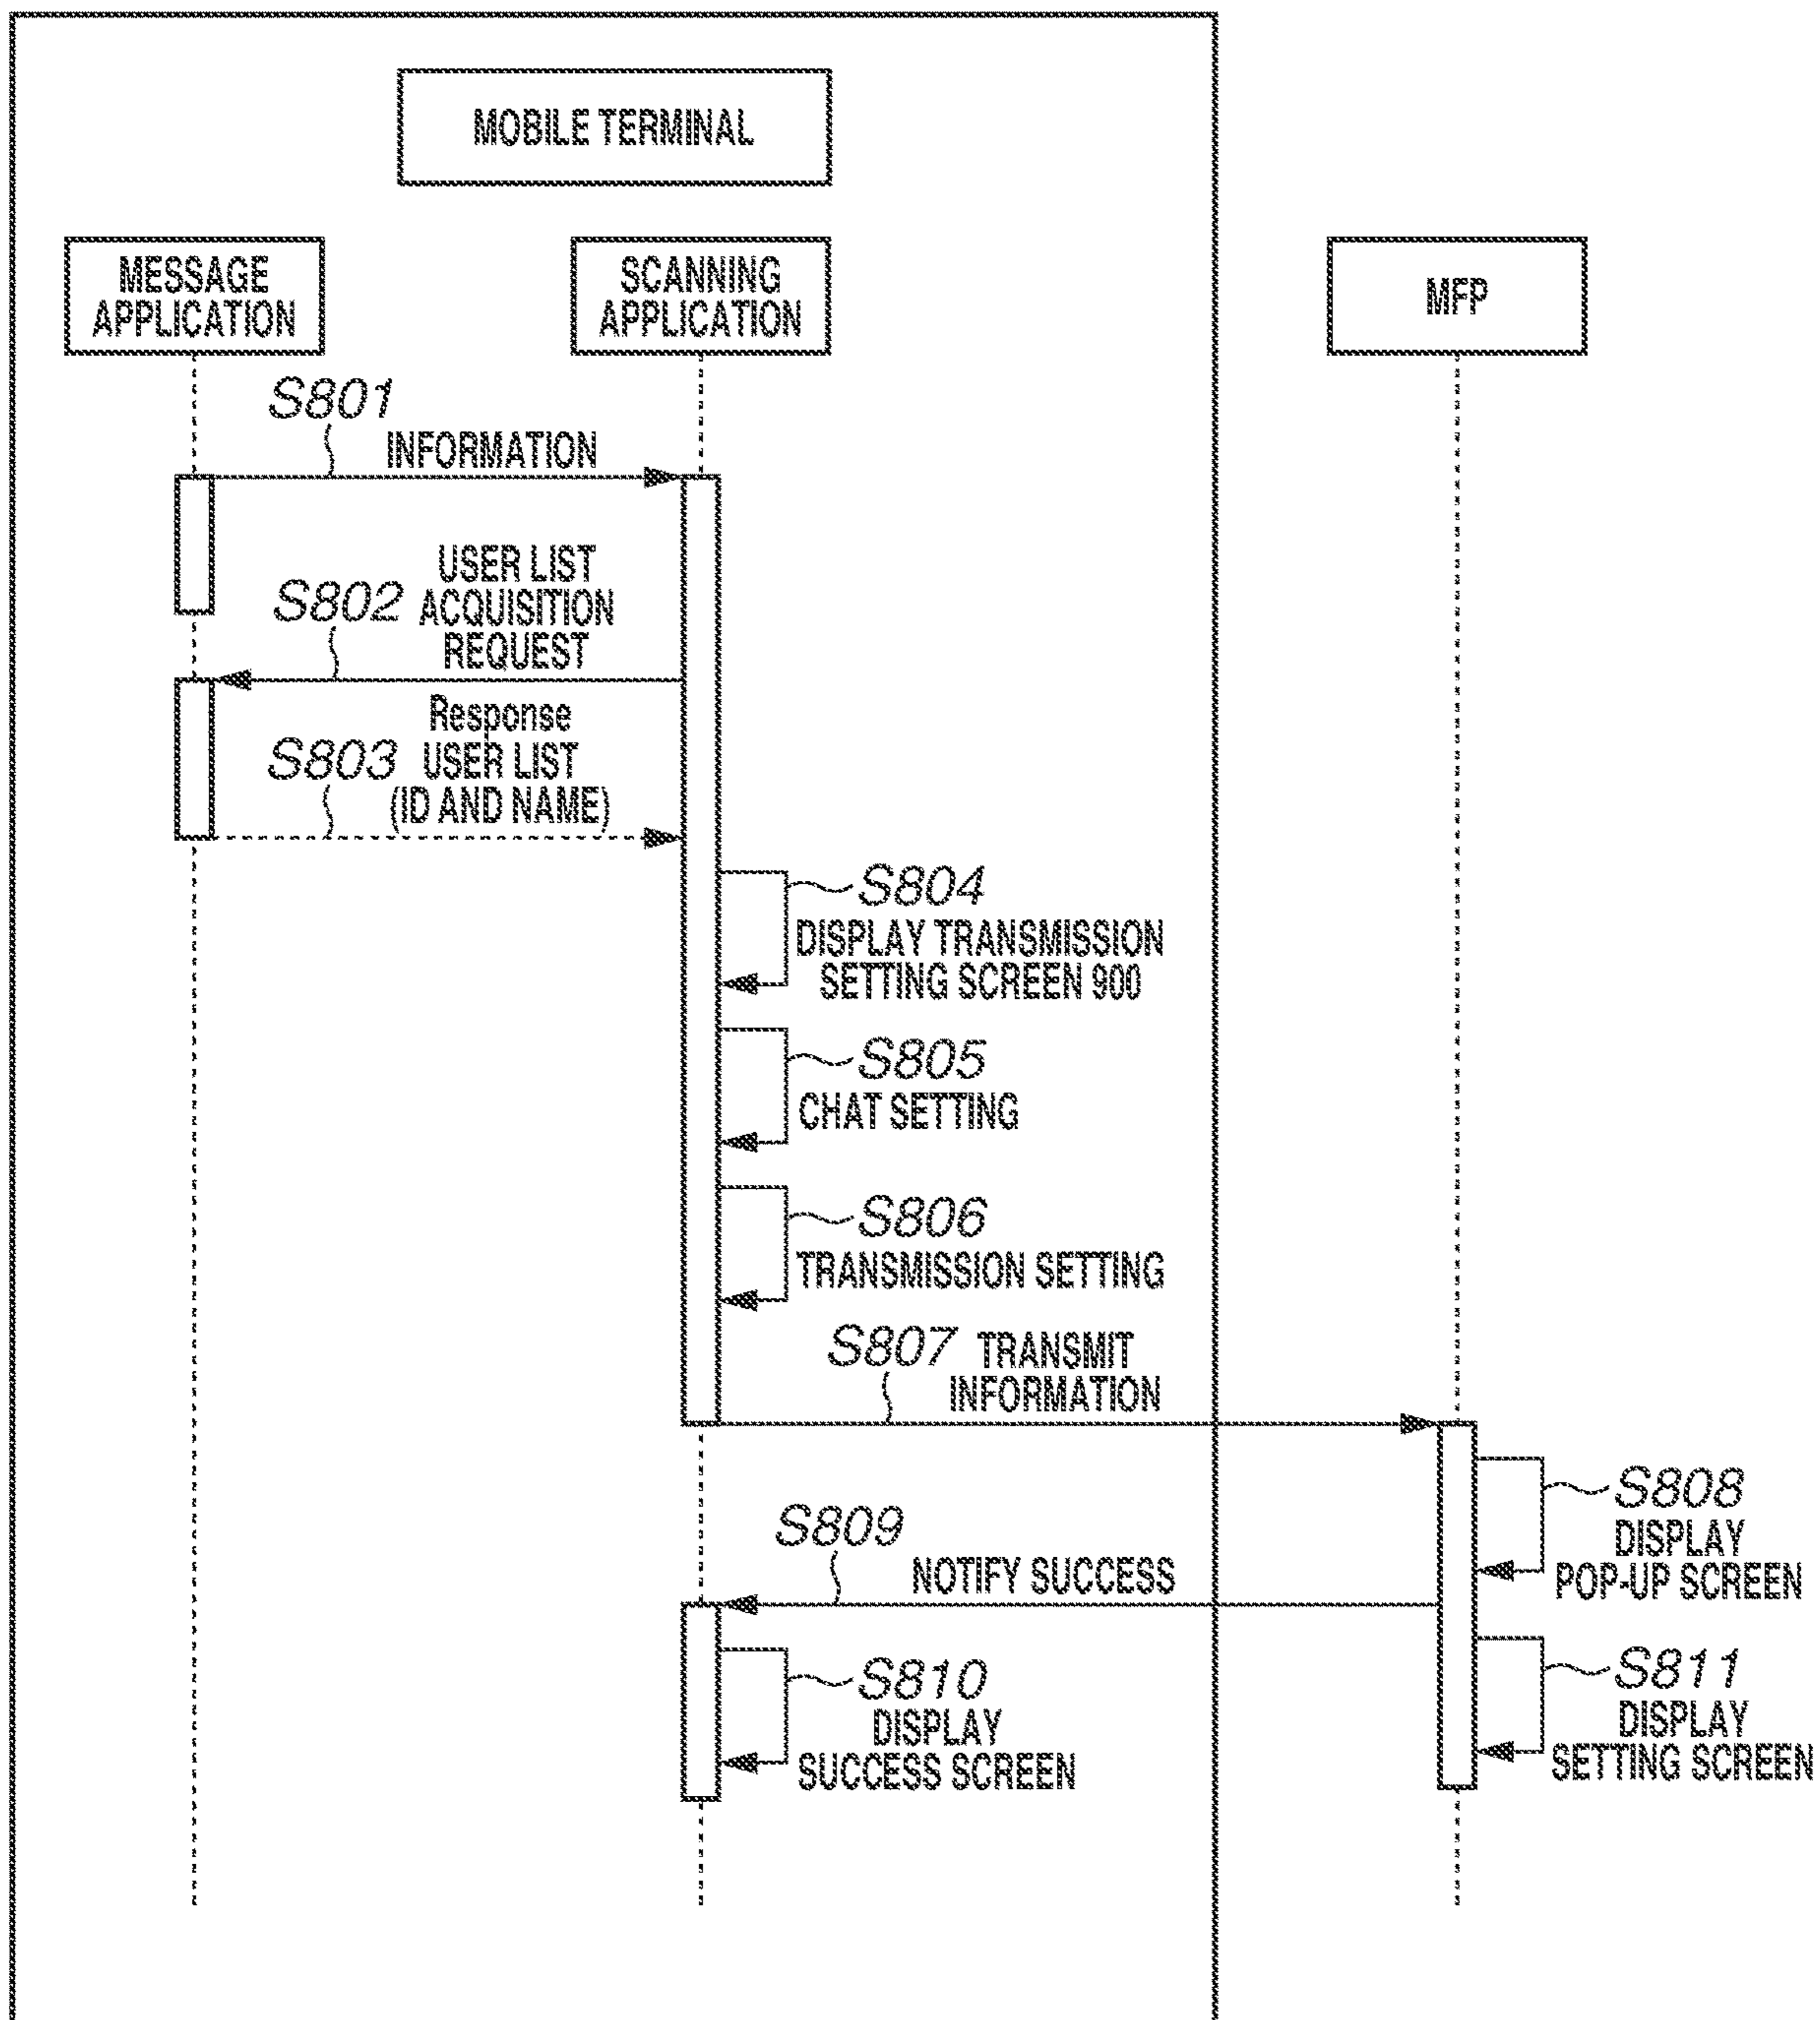 MOBILE TERMINAL
MESSAGE
APPLICATION
SCANNING
APPLICATION
MFP
S801
INFORMATION
S802
USER LIST
ACQUISITION
REQUEST
S803
Response
USER LIST
(ID AND NAME)
S804
DISPLAY TRANSMISSION
SETTING SCREEN 900
S805
CHAT SETTING
S806
TRANSMISSION SETTING
S807
TRANSMIT
INFORMATION
S808
DISPLAY
POP-UP SCREEN
S809
NOTIFY SUCCESS
S810
DISPLAY
SUCCESS SCREEN
S811
DISPLAY
SETTING SCREEN